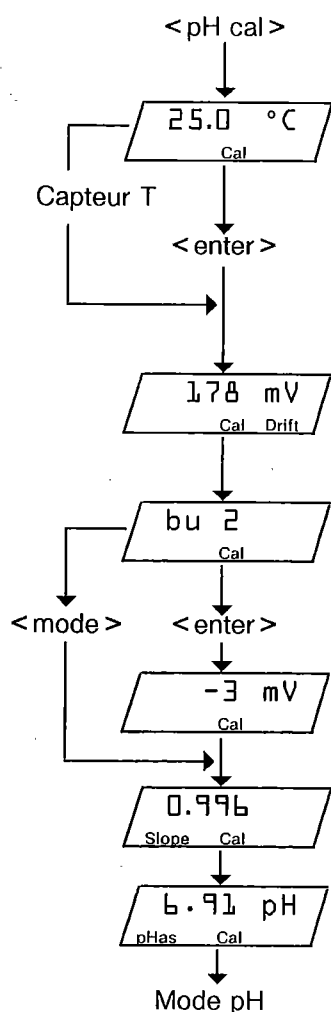 <pH cal>
25.0 °C
Cal
Capteur T
<enter>
178 mV
Cal Drift
bu 2
Cal
<mode> <enter>
-3 mV
Cal
0.996
Slope Cal
6.91 pH
pHas Cal
Mode pH